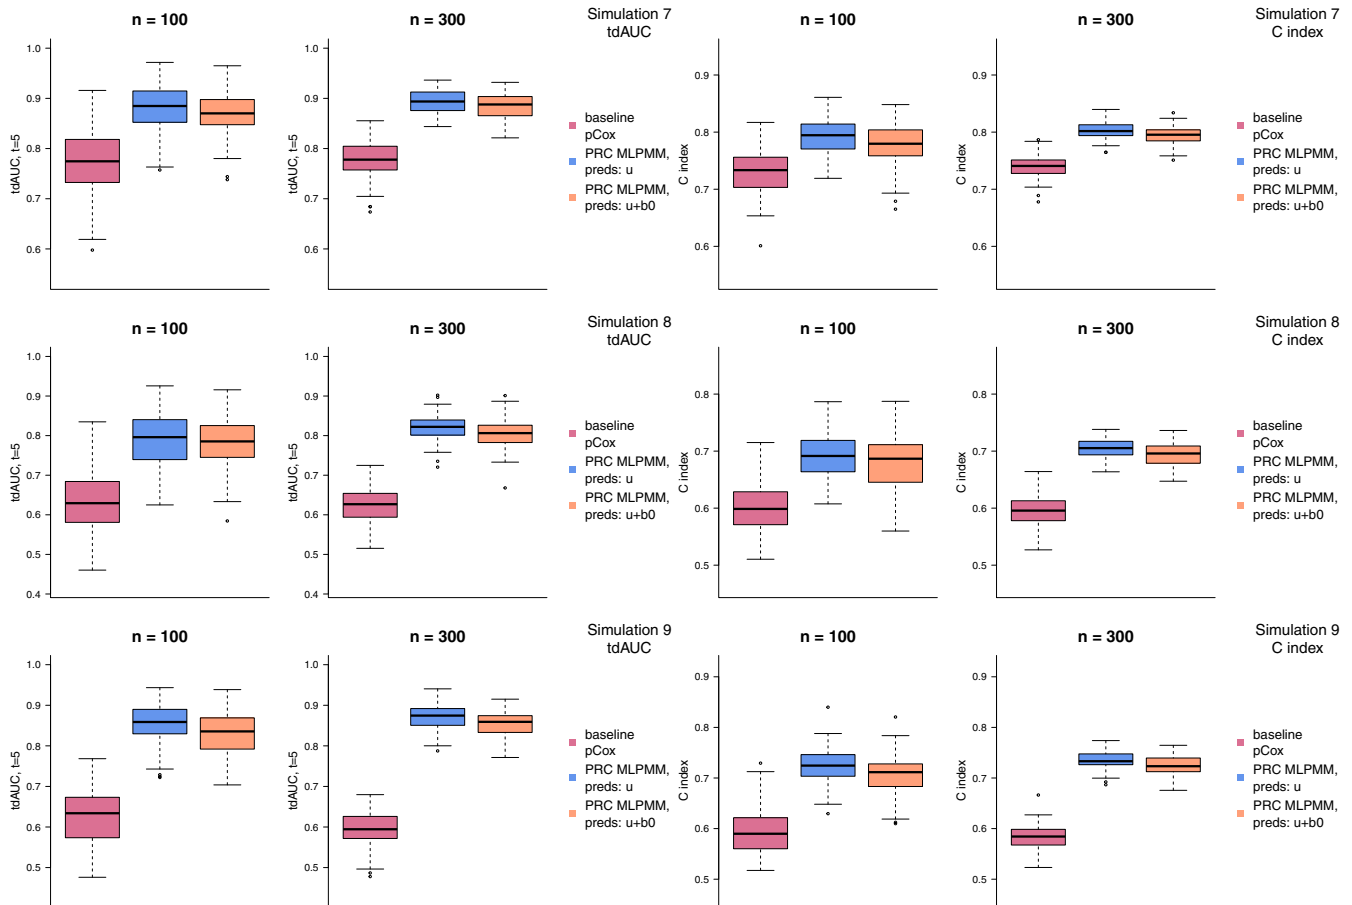 n = 100
n = 300
Simulation 7
tdAUC
n = 100
n = 300
Simulation 7
C index
tdAUC, t=5
1.0
0.9
0.8
0.7
0.6
tdAUC, t=5
1.0
0.9
0.8
0.7
0.6
baseline
pCox
PRC MLPMM,
preds: u
PRC MLPMM,
preds: u+b0
C index
0.9
0.8
0.7
0.6
C index
0.9
0.8
0.7
0.6
baseline
pCox
PRC MLPMM,
preds: u
PRC MLPMM,
preds: u+b0
n = 100
n = 300
Simulation 8
tdAUC
n = 100
n = 300
Simulation 8
C index
tdAUC, t=5
1.0
0.9
0.8
0.7
0.6
0.5
0.4
tdAUC, t=5
1.0
0.9
0.8
0.7
0.6
0.5
0.4
baseline
pCox
PRC MLPMM,
preds: u
PRC MLPMM,
preds: u+b0
C index
0.8
0.7
0.6
0.5
C index
0.8
0.7
0.6
0.5
baseline
pCox
PRC MLPMM,
preds: u
PRC MLPMM,
preds: u+b0
n = 100
n = 300
Simulation 9
tdAUC
n = 100
n = 300
Simulation 9
C index
tdAUC, t=5
1.0
0.9
0.8
0.7
0.6
0.5
tdAUC, t=5
1.0
0.9
0.8
0.7
0.6
0.5
baseline
pCox
PRC MLPMM,
preds: u
PRC MLPMM,
preds: u+b0
C index
0.9
0.8
0.7
0.6
0.5
C index
0.9
0.8
0.7
0.6
0.5
baseline
pCox
PRC MLPMM,
preds: u
PRC MLPMM,
preds: u+b0